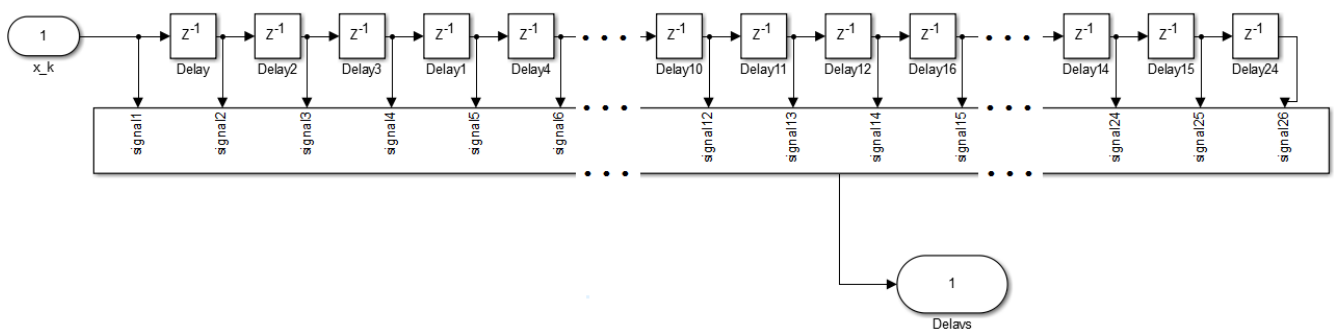 1
x_k
z-1 Delay
z-1 Delay2
z-1 Delay3
z-1 Delay1
z-1 Delay4
• • •
z-1 Delay10
z-1 Delay11
z-1 Delay12
z-1 Delay16
• • •
z-1 Delay14
z-1 Delay15
z-1 Delay24
signal1
signal2
signal3
signal4
signal5
signal6
signal12
signal13
signal14
signal15
signal24
signal25
signal26
1
Delays